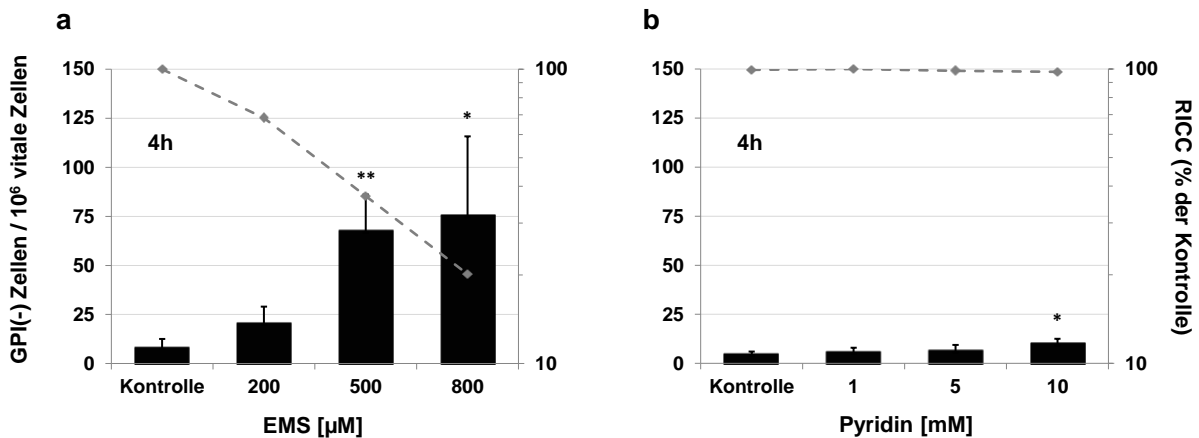 a
GPI(-) Zellen / 10⁶ vitale Zellen
150
125
100
75
50
25
0
4h
**
*
100
10
Kontrolle 200 500 800
EMS [µM]
b
150
125
100
75
50
25
0
4h
*
100
10
RICC (% der Kontrolle)
Kontrolle 1 5 10
Pyridin [mM]